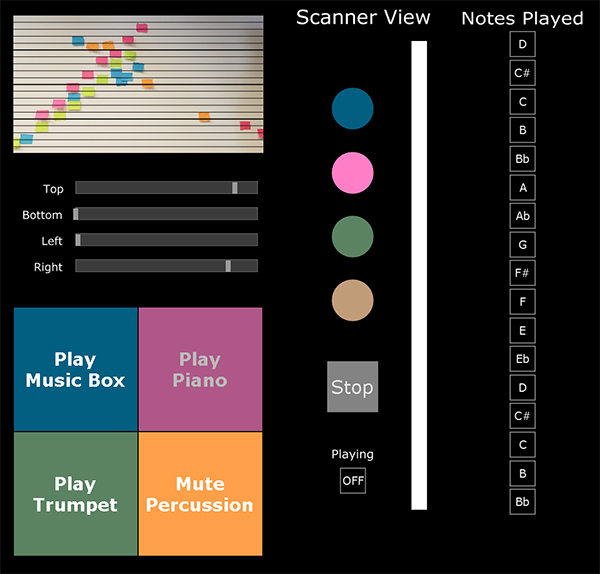 Scanner View
Notes Played
Top
Bottom
Left
Right
Play
Music Box
Play
Piano
Play
Trumpet
Mute
Percussion
Stop
Playing
OFF
D
C#
C
B
Bb
A
Ab
G
F#
F
E
Eb
D
C#
C
B
Bb